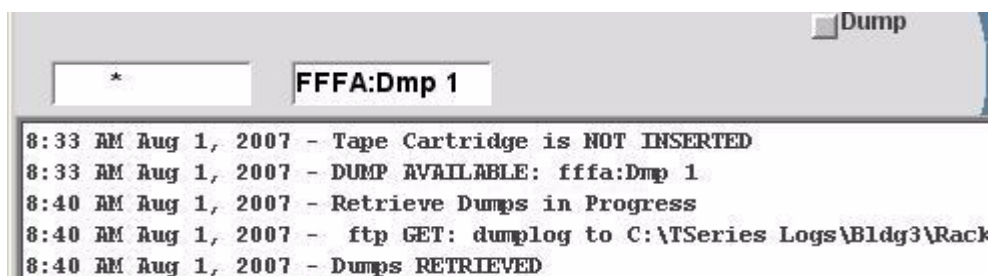 Dump
* FFFA:Dmp 1
8:33 AM Aug 1, 2007 - Tape Cartridge is NOT INSERTED
8:33 AM Aug 1, 2007 - DUMP AVAILABLE: fffa:Dmp 1
8:40 AM Aug 1, 2007 - Retrieve Dumps in Progress
8:40 AM Aug 1, 2007 -  ftp GET: dumplog to C:\TSeries Logs\Bldg3\Rack
8:40 AM Aug 1, 2007 - Dumps RETRIEVED